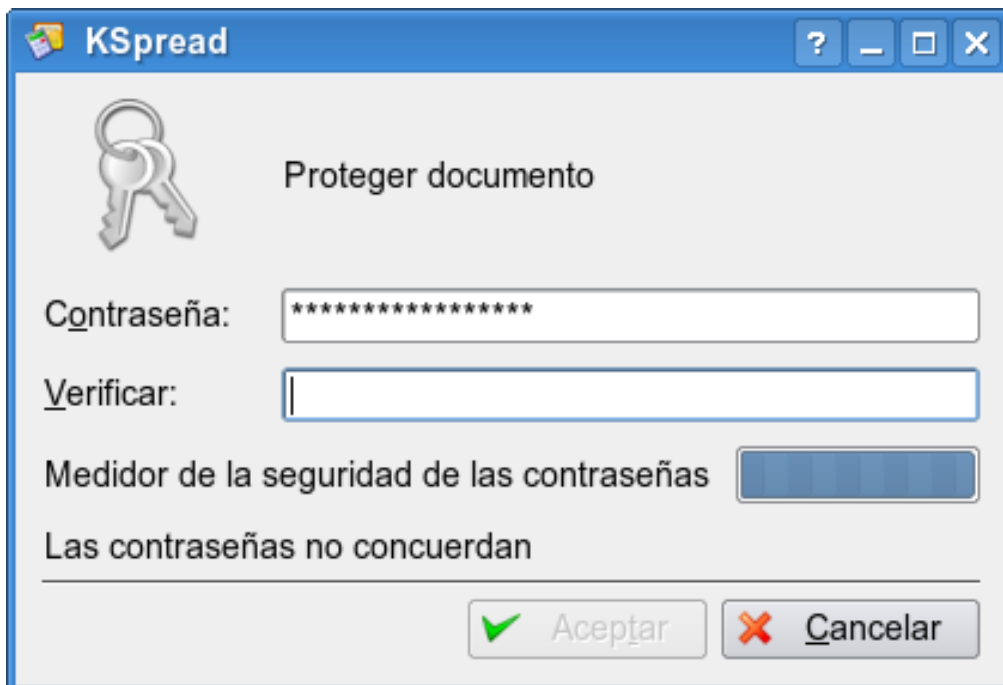 KSpread
Proteger documento
Contraseña: *****************
Verificar:
Medidor de la seguridad de las contraseñas
Las contraseñas no concuerdan
Aceptar Cancelar